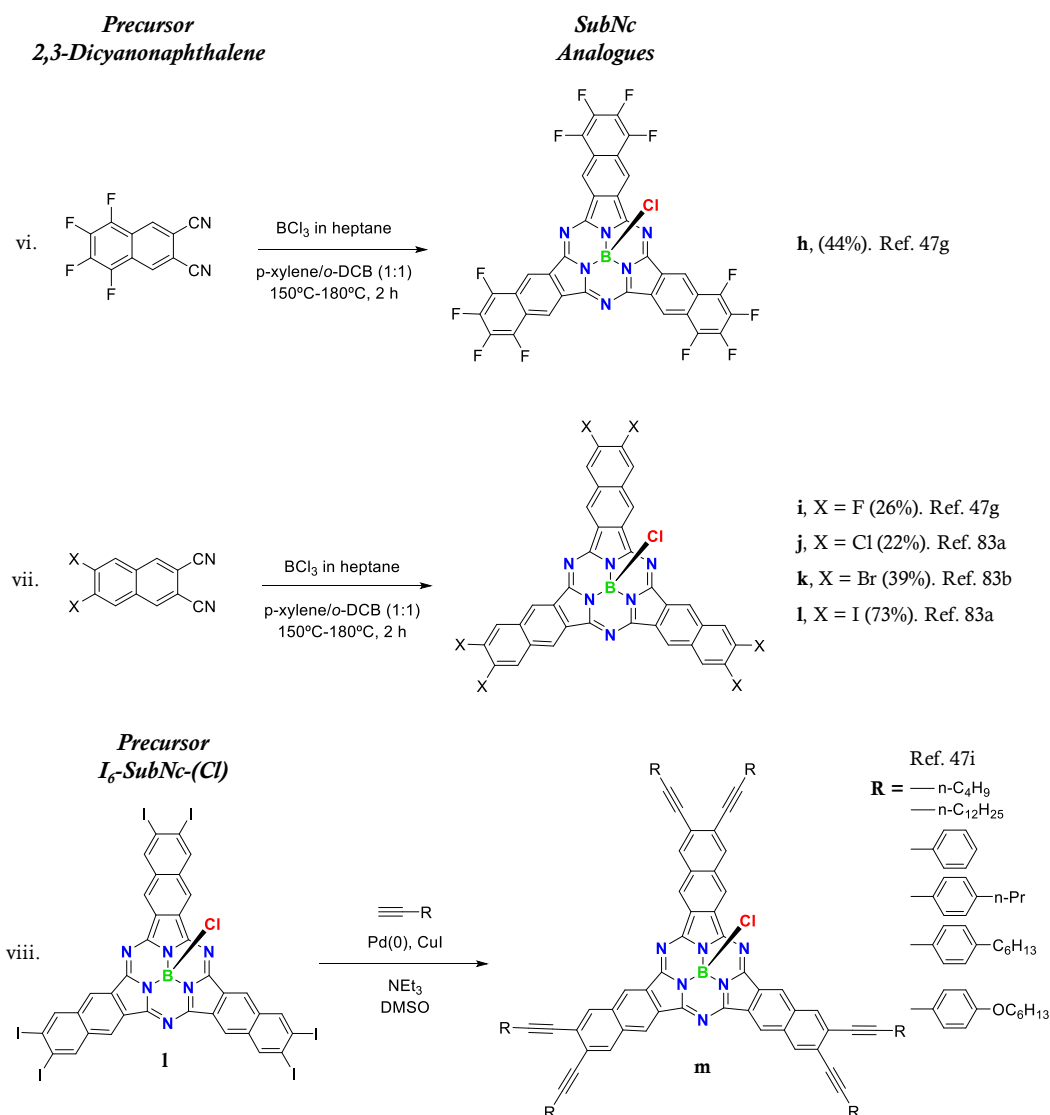 Precursor
2,3-Dicyanonaphthalene
SubNc
Analogues
vi.
F
F
F
F
CN
CN
BCl3 in heptane
p-xylene/o-DCB (1:1)
150ºC-180ºC, 2 h
F F
F F
Cl
N N N
B
N N
N
F F
F F
F F
F F
h, (44%). Ref. 47g
vii.
X
X
CN
CN
BCl3 in heptane
p-xylene/o-DCB (1:1)
150ºC-180ºC, 2 h
X X
Cl
N N N
B
N N
N
X X
X X
i, X = F (26%). Ref. 47g
j, X = Cl (22%). Ref. 83a
k, X = Br (39%). Ref. 83b
l, X = I (73%). Ref. 83a
Precursor
I6-SubNc-(Cl)
viii.
I I
Cl
N N N
B
N N
N
I I
I I
l
R
Pd(0), CuI
NEt3
DMSO
R R
Cl
N N N
B
N N
N
R R
R R
m
Ref. 47i
R = n-C4H9
n-C12H25
n-Pr
C6H13
OC6H13